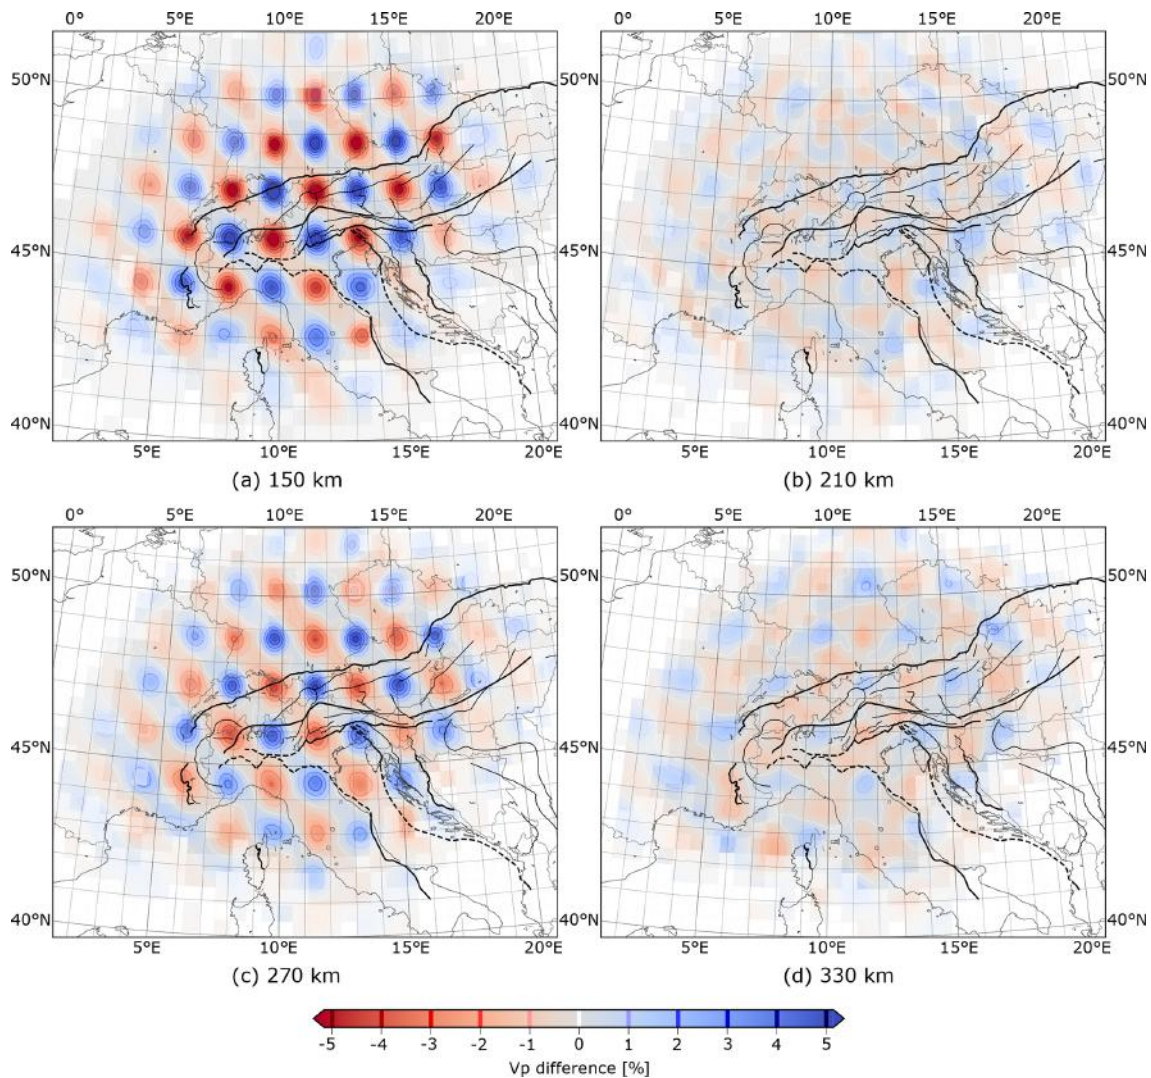 0° 5°E 10°E 15°E 20°E 0° 5°E 10°E 15°E 20°E
50°N 50°N 50°N
45°N 45°N 45°N
40°N 40°N 40°N
5°E 10°E 15°E 20°E 5°E 10°E 15°E 20°E
(a) 150 km (b) 210 km
0° 5°E 10°E 15°E 20°E 0° 5°E 10°E 15°E 20°E
50°N 50°N 50°N
45°N 45°N 45°N
40°N 40°N 40°N
5°E 10°E 15°E 20°E 5°E 10°E 15°E 20°E
(c) 270 km (d) 330 km
-5 -4 -3 -2 -1 0 1 2 3 4 5
Vp difference [%]